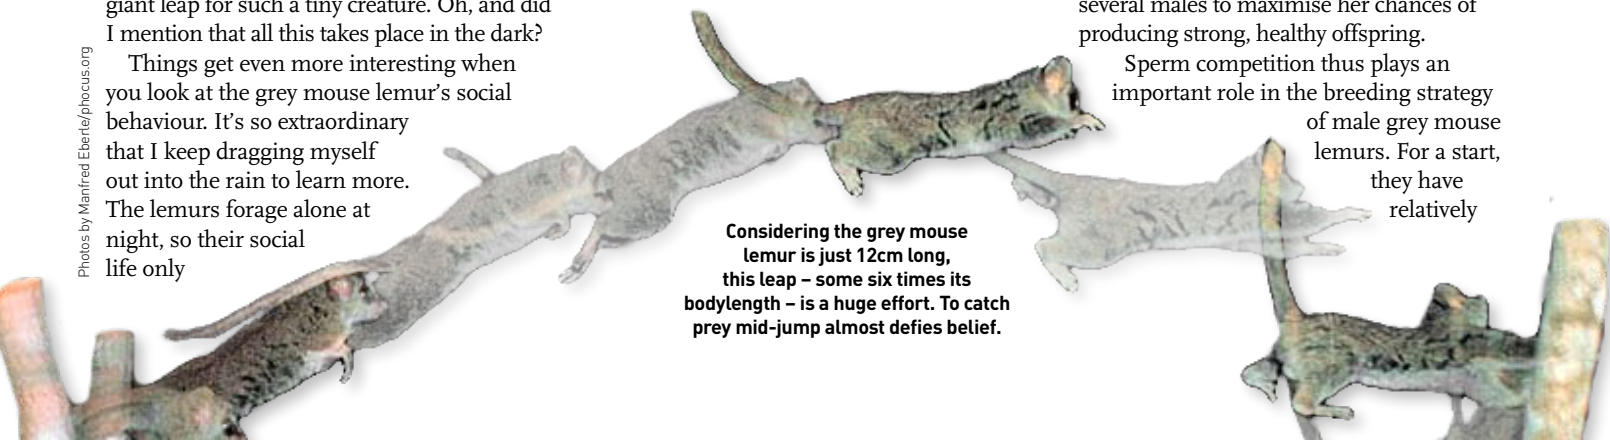 giant leap for such a tiny creature. Oh, and did
I mention that all this takes place in the dark?
Things get even more interesting when
you look at the grey mouse lemur's social
behaviour. It's so extraordinary
that I keep dragging myself
out into the rain to learn more.
The lemurs forage alone at
night, so their social
life only
Photos by Manfred Eberle/phocus.org
Considering the grey mouse
lemur is just 12cm long,
this leap – some six times its
bodylength – is a huge effort. To catch
prey mid-jump almost defies belief.
several males to maximise her chances of
producing strong, healthy offspring.
Sperm competition thus plays an
important role in the breeding strategy
of male grey mouse
lemurs. For a start,
they have
relatively